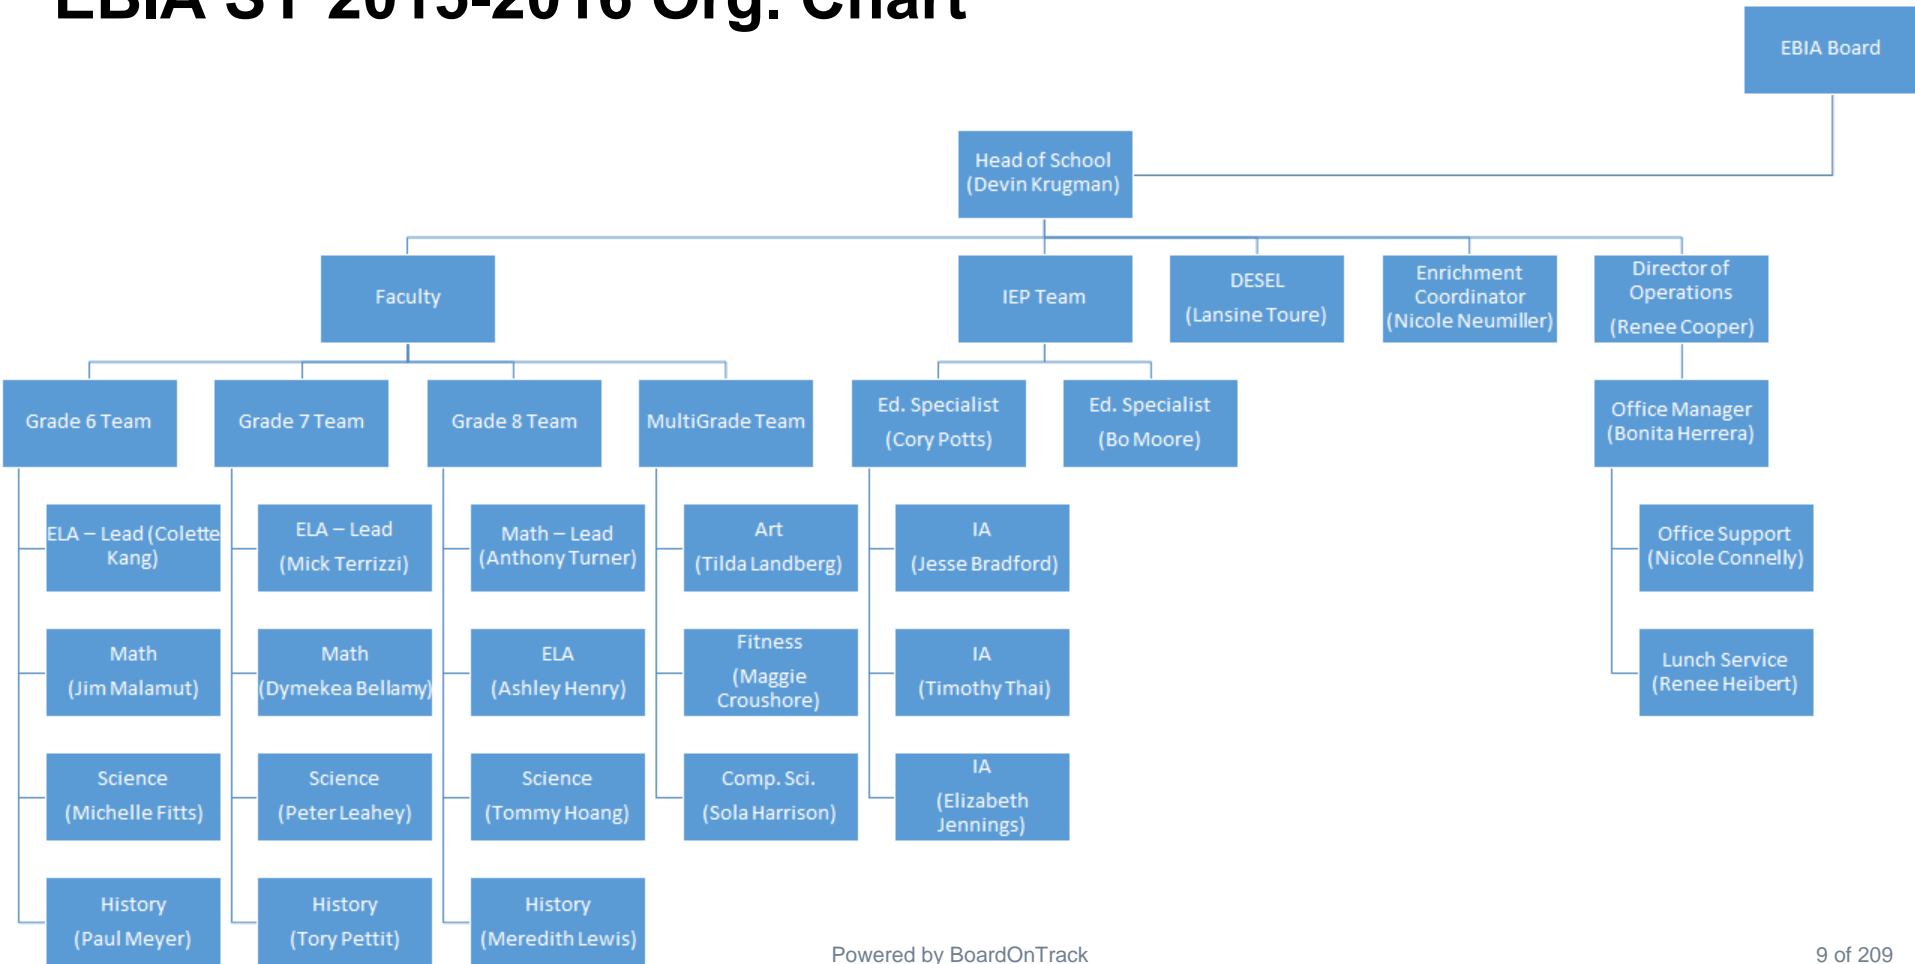 EBIA SY 2015-2016 Org. Chart
EBIA Board
Head of School
(Devin Krugman)
Faculty
IEP Team
DESEL
(Lansine Toure)
Enrichment
Coordinator
(Nicole Neumiller)
Director of
Operations
(Renee Cooper)
Grade 6 Team
Grade 7 Team
Grade 8 Team
MultiGrade Team
Ed. Specialist
(Cory Potts)
Ed. Specialist
(Bo Moore)
Office Manager
(Bonita Herrera)
ELA – Lead (Colette
Kang)
ELA – Lead
(Mick Terrizzi)
Math – Lead
(Anthony Turner)
Art
(Tilda Landberg)
IA
(Jesse Bradford)
Office Support
(Nicole Connelly)
Math
(Jim Malamut)
Math
(Dymekea Bellamy)
ELA
(Ashley Henry)
Fitness
(Maggie
Croushore)
IA
(Timothy Thai)
Lunch Service
(Renee Heibert)
Science
(Michelle Fitts)
Science
(Peter Leahey)
Science
(Tommy Hoang)
Comp. Sci.
(Sola Harrison)
IA
(Elizabeth
Jennings)
History
(Paul Meyer)
History
(Tory Pettit)
History
(Meredith Lewis)
Powered by BoardOnTrack
9 of 209